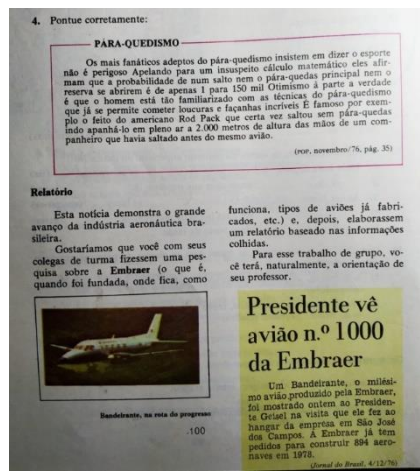 4. Pontue corretamente:
PÁRA-QUEDISMO
Os mais fanáticos adeptos do pára-quedismo insistem em dizer o esporte
não é perigoso Apelando para um insuspeito cálculo matemático eles afir-
mam que a probabilidade de num salto nem o pára-quedas principal nem o
reserva se abrirem é de apenas 1 para 150 mil Otimismo à parte a verdade
é que o homem está tão familiarizado com as técnicas do pára-quedismo
que já se permite cometer loucuras e façanhas incríveis É famoso por exem-
plo o feito do americano Rod Pack que certa vez saltou sem pára-quedas
indo apanhá-lo em pleno ar a 2.000 metros de altura das mãos de um com-
panheiro que havia saltado antes do mesmo avião.
(POP, novembro/76, pág. 35)
Relatório
Esta notícia demonstra o grande
avanço da indústria aeronáutica bra-
sileira.
Gostaríamos que você com seus
colegas de turma fizessem uma pes-
quisa sobre a Embraer (o que é,
quando foi fundada, onde fica, como
funciona, tipos de aviões já fabri-
cados, etc.) e, depois, elaborassem
um relatório baseado nas informações
colhidas.
Para esse trabalho de grupo, vo-
cê terá, naturalmente, a orientação de
seu professor.
Bandeirante, na rota do progresso
.100
Presidente vê
avião n.º 1000
da Embraer
Um Bandeirante, o milési-
mo avião produzido pela Embraer,
foi mostrado ontem ao Presiden-
te Geisel na visita que ele fez ao
hangar da empresa em São José
dos Campos. A Embraer já tem
pedidos para construir 894 aero-
naves em 1978.
(Jornal do Brasil, 4/12/76)